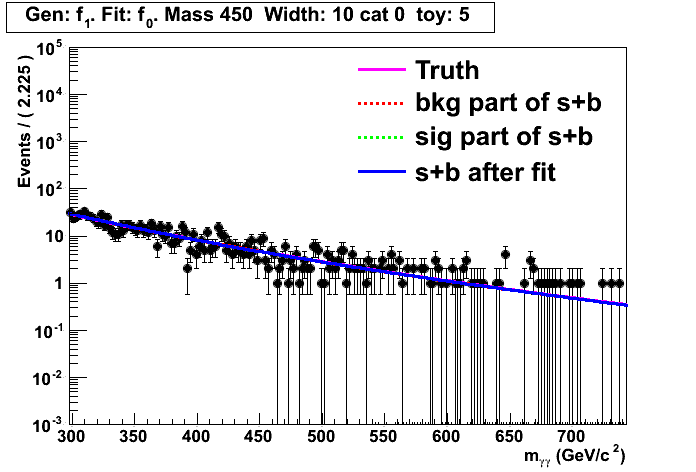 Gen: f₁. Fit: f₀. Mass 450 Width: 10 cat 0 toy: 5
Truth
bkg part of s+b
sig part of s+b
s+b after fit
Events / ( 2.225 )
10⁵
10⁴
10³
10²
10
1
10⁻¹
10⁻²
10⁻³
300 350 400 450 500 550 600 650 700
mγγ (GeV/c²)